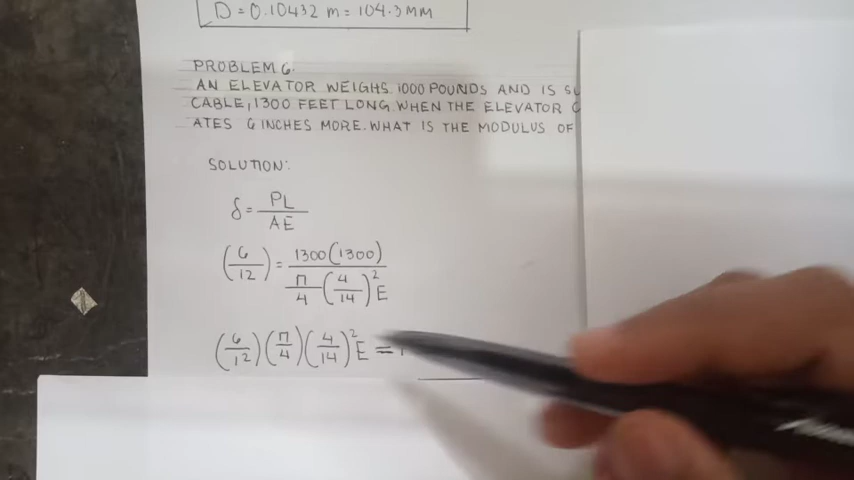 D = 0.10432 m = 104.3 MM
PROBLEM 6.
AN ELEVATOR WEIGHS 1000 POUNDS AND IS
CABLE, 1300 FEET LONG. WHEN THE ELEVATOR
ATES 6 INCHES MORE. WHAT IS THE MODULUS OF
SOLUTION:
δ = PL / AE
(6/12) = 1300(1300) / π/4 (4/14)² E
(6/12)(π/4)(4/14)² E =